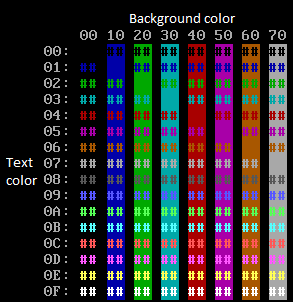 Background color
00 10 20 30 40 50 60 70
Text
color
00: ## ## ## ## ## ## ##
01: ## ## ## ## ## ## ##
02: ## ## ## ## ## ## ##
03: ## ## ## ## ## ## ##
04: ## ## ## ## ## ## ##
05: ## ## ## ## ## ## ##
06: ## ## ## ## ## ## ##
07: ## ## ## ## ## ## ##
08: ## ## ## ## ## ## ## ##
09: ## ## ## ## ## ## ## ##
0A: ## ## ## ## ## ## ## ##
0B: ## ## ## ## ## ## ## ##
0C: ## ## ## ## ## ## ## ##
0D: ## ## ## ## ## ## ## ##
0E: ## ## ## ## ## ## ## ##
0F: ## ## ## ## ## ## ## ##